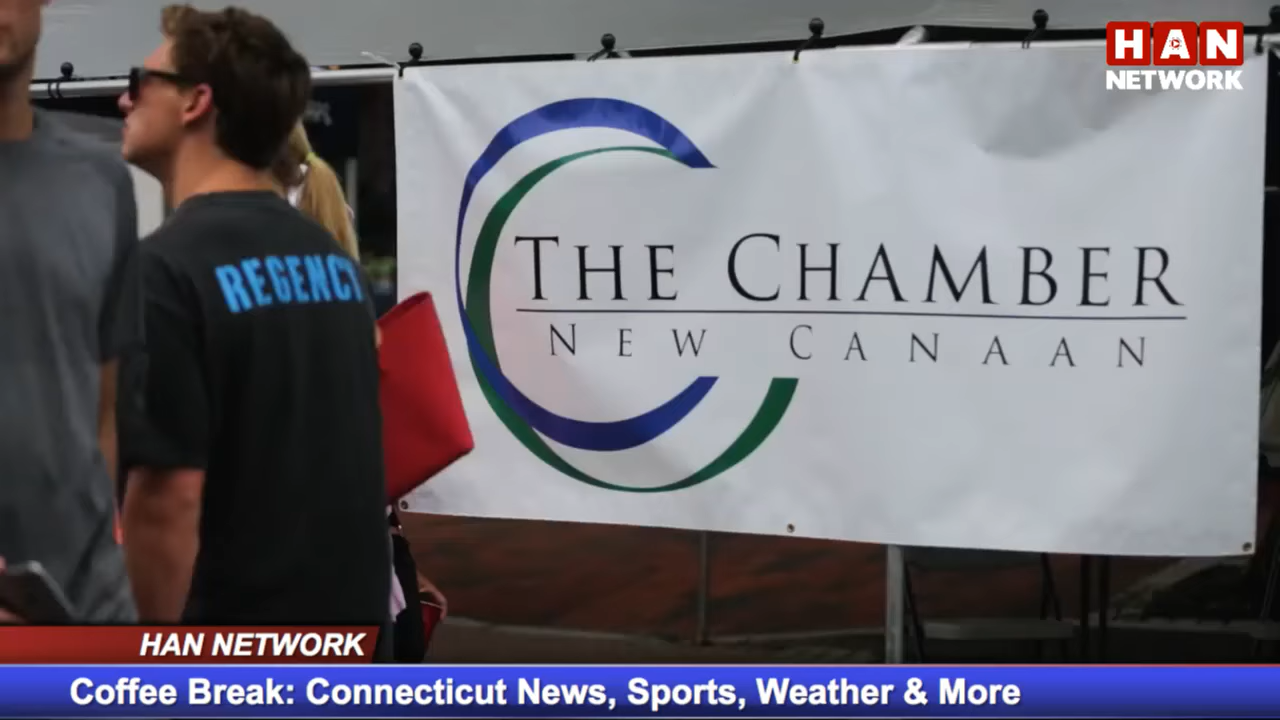 HAN
NETWORK
REGENCY
THE CHAMBER
NEW CANAAN
HAN NETWORK
Coffee Break: Connecticut News, Sports, Weather & More